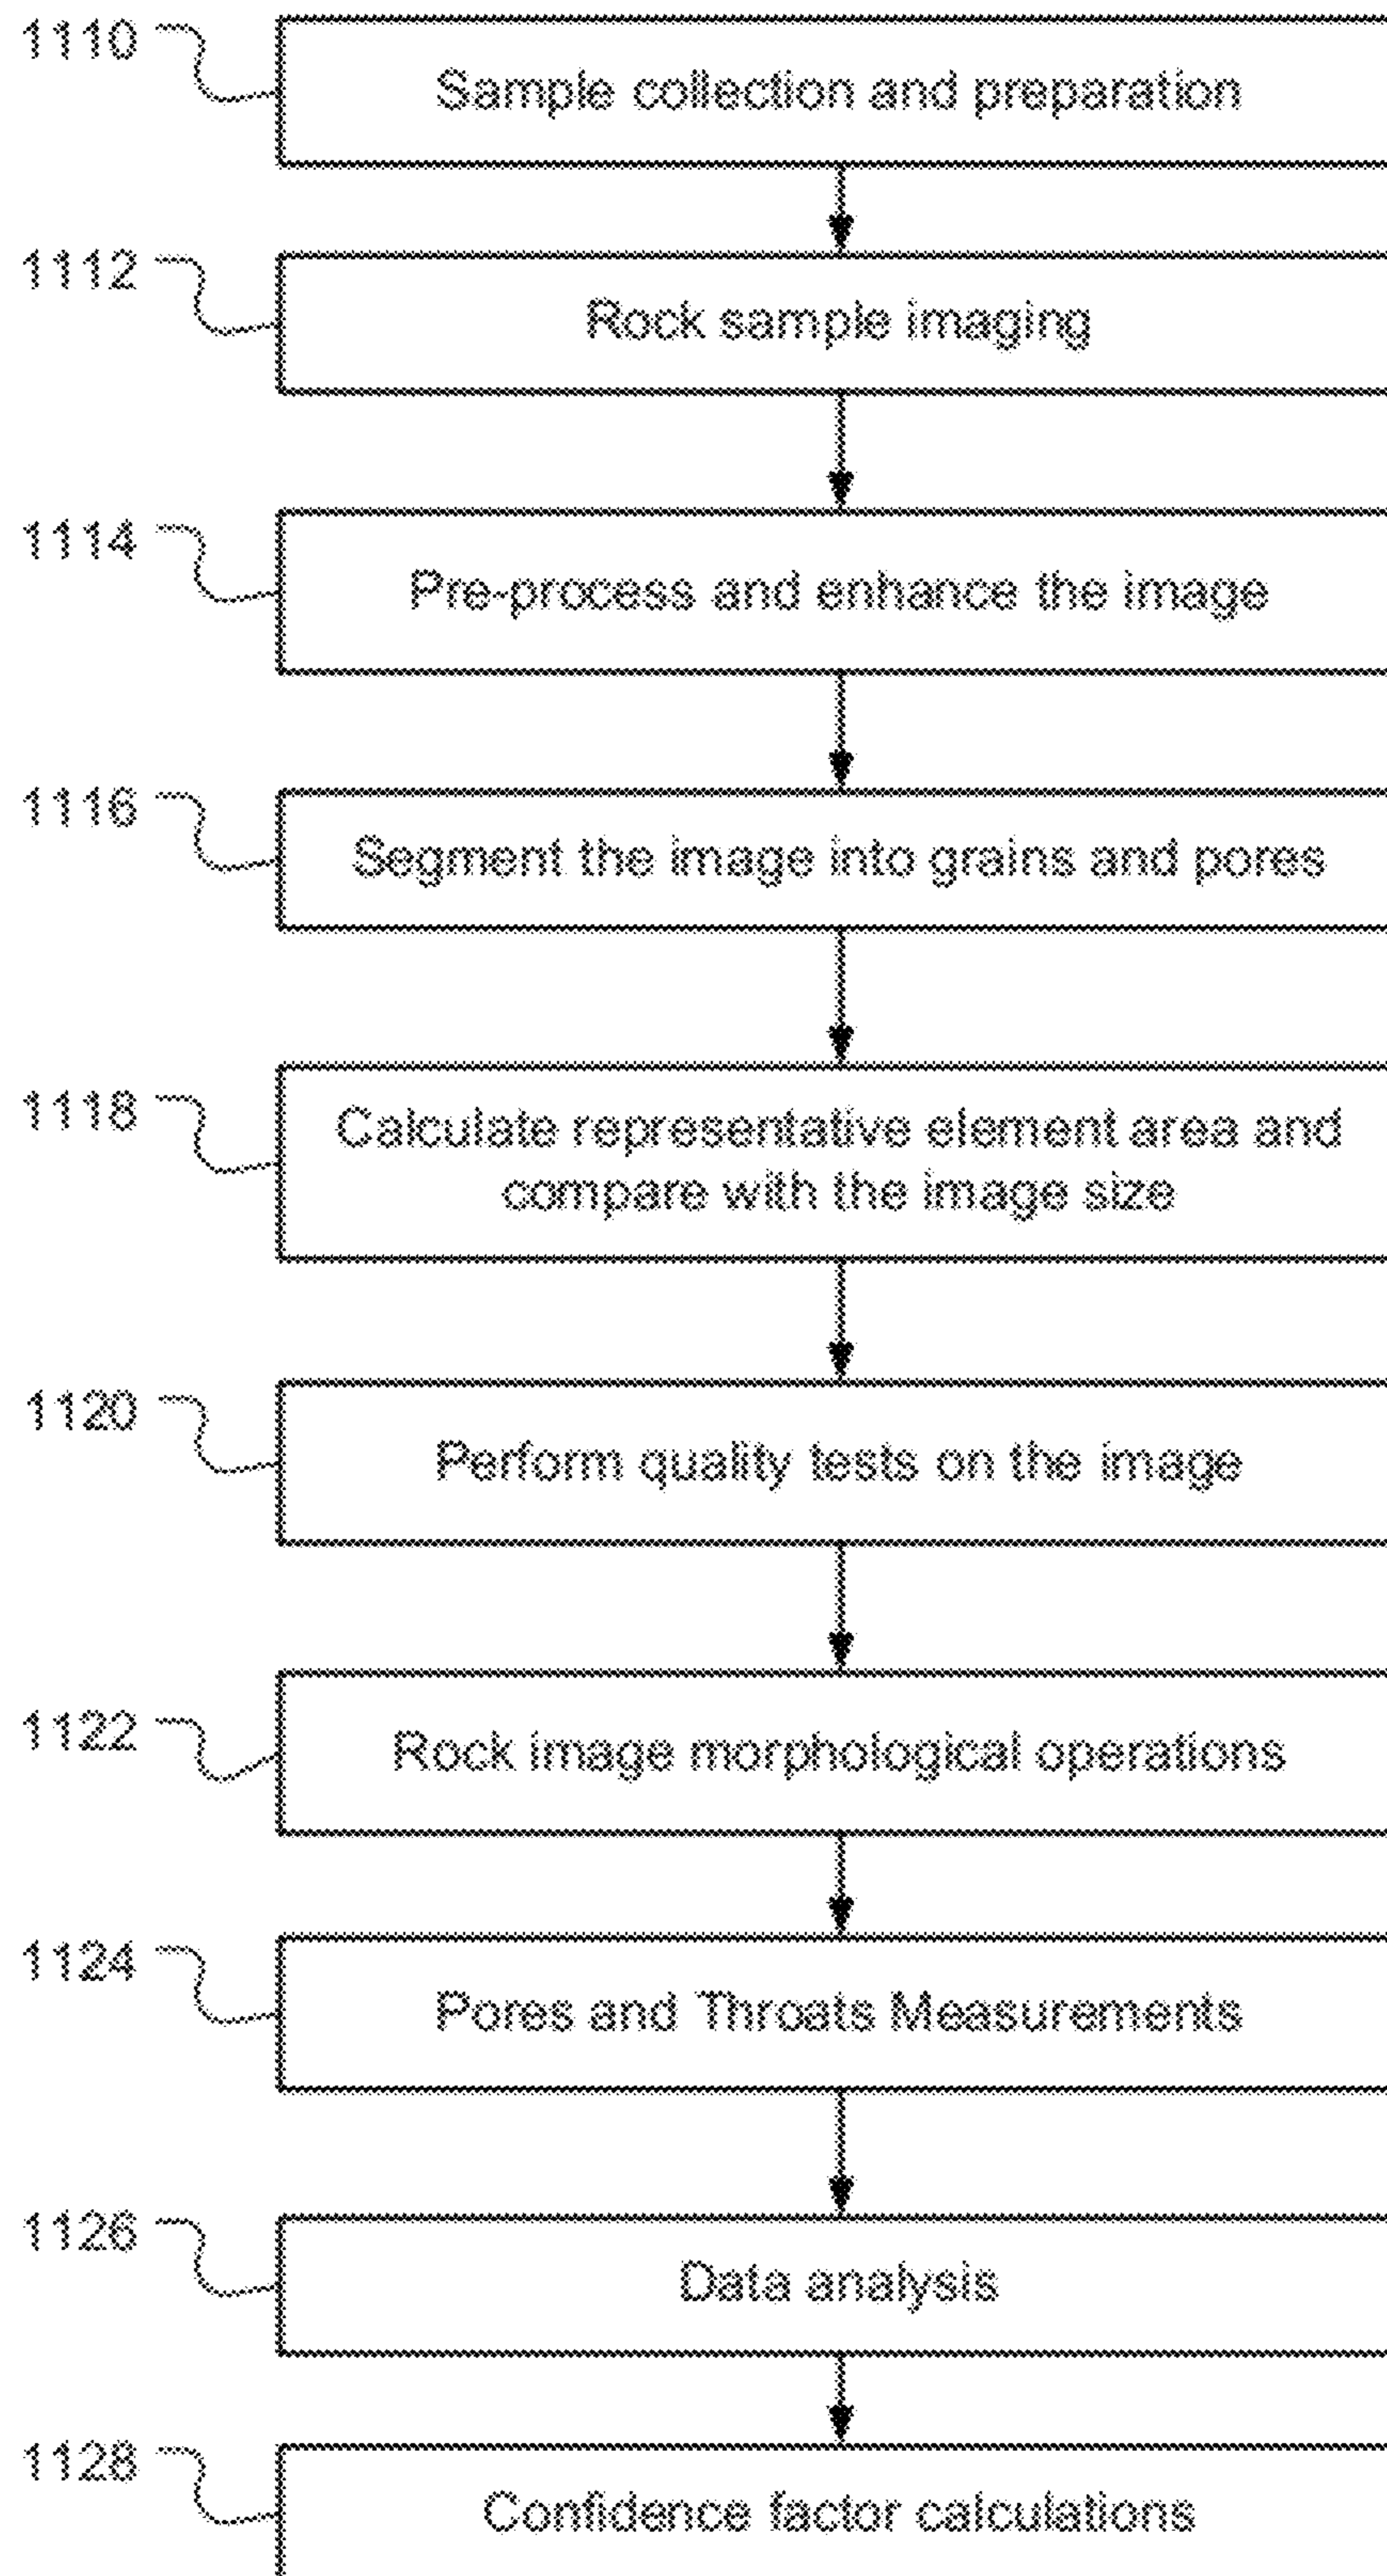 1110
Sample collection and preparation
1112
Rock sample imaging
1114
Pre-process and enhance the image
1116
Segment the image into grains and pores
1118
Calculate representative element area and
compare with the image size
1120
Perform quality tests on the image
1122
Rock image morphological operations
1124
Pores and Throats Measurements
1126
Data analysis
1128
Confidence factor calculations